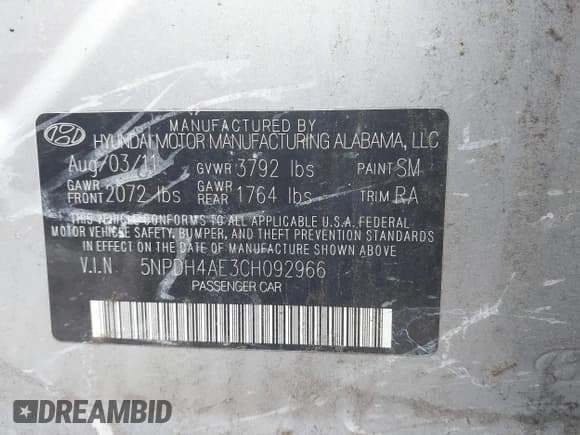 MANUFACTURED BY
HYUNDAI MOTOR MANUFACTURING ALABAMA, LLC
Aug/03/11 GVWR 3792 lbs PAINT SM
GAWR FRONT 2072 lbs GAWR REAR 1764 lbs TRIM RA
THIS VEHICLE CONFORMS TO ALL APPLICABLE U.S.A. FEDERAL
MOTOR VEHICLE SAFETY, BUMPER, AND THEFT PREVENTION STANDARDS
IN EFFECT ON THE DATE OF MANUFACTURE SHOWN ABOVE
V.I.N 5NPDH4AE3CH092966
PASSENGER CAR
DREAMBID